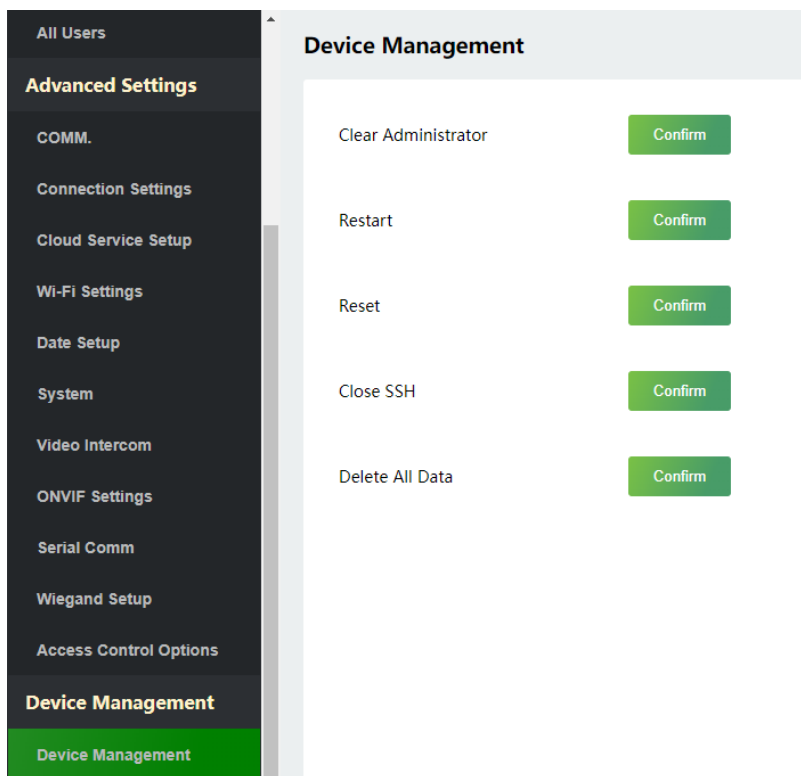 All Users
Advanced Settings
COMM.
Connection Settings
Cloud Service Setup
Wi-Fi Settings
Date Setup
System
Video Intercom
ONVIF Settings
Serial Comm
Wiegand Setup
Access Control Options
Device Management
Device Management
Device Management
Clear Administrator Confirm
Restart Confirm
Reset Confirm
Close SSH Confirm
Delete All Data Confirm